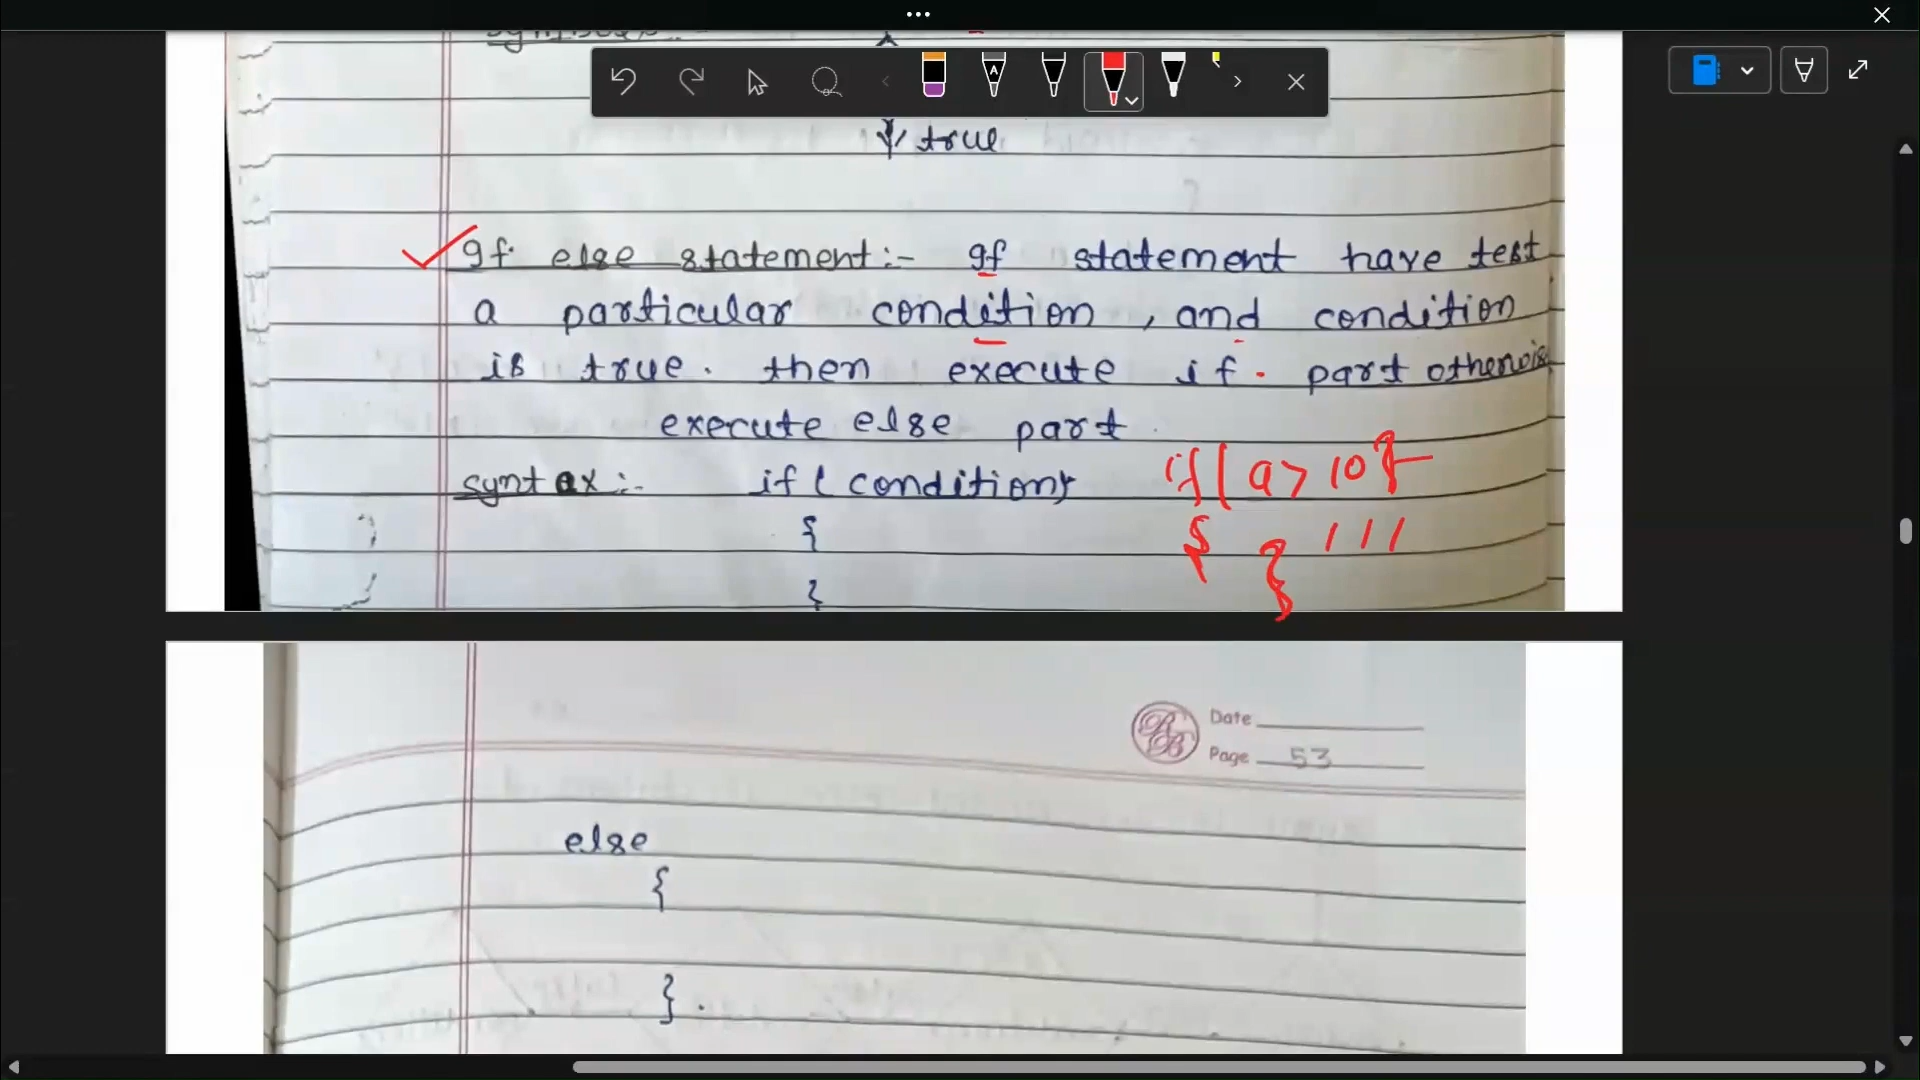 true
If else statement:- If statement have test
a particular condition, and condition
is true. then execute if part otherwis
execute else part.
syntax:- if ( condition)
if ( a > 10 }
{
{
}
}
Date
Page 53
else
{
}.